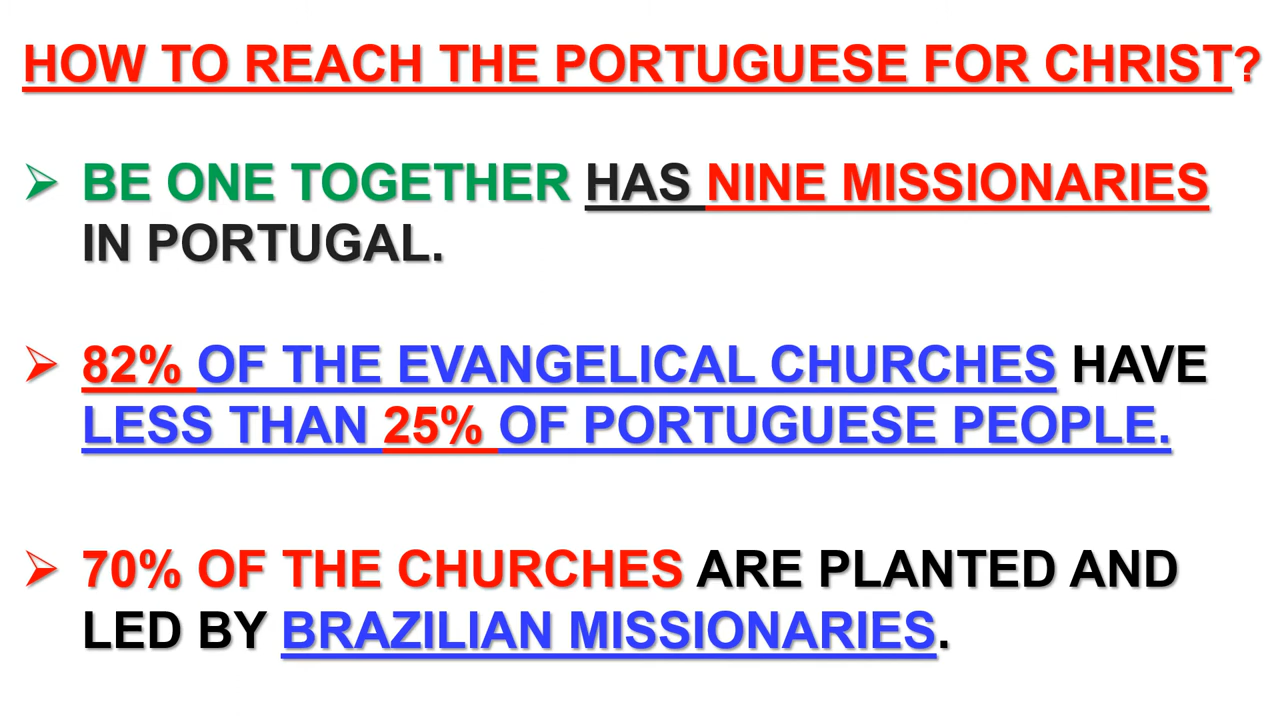 HOW TO REACH THE PORTUGUESE FOR CHRIST?
BE ONE TOGETHER HAS NINE MISSIONARIES
IN PORTUGAL.
82% OF THE EVANGELICAL CHURCHES HAVE
LESS THAN 25% OF PORTUGUESE PEOPLE.
70% OF THE CHURCHES ARE PLANTED AND
LED BY BRAZILIAN MISSIONARIES.